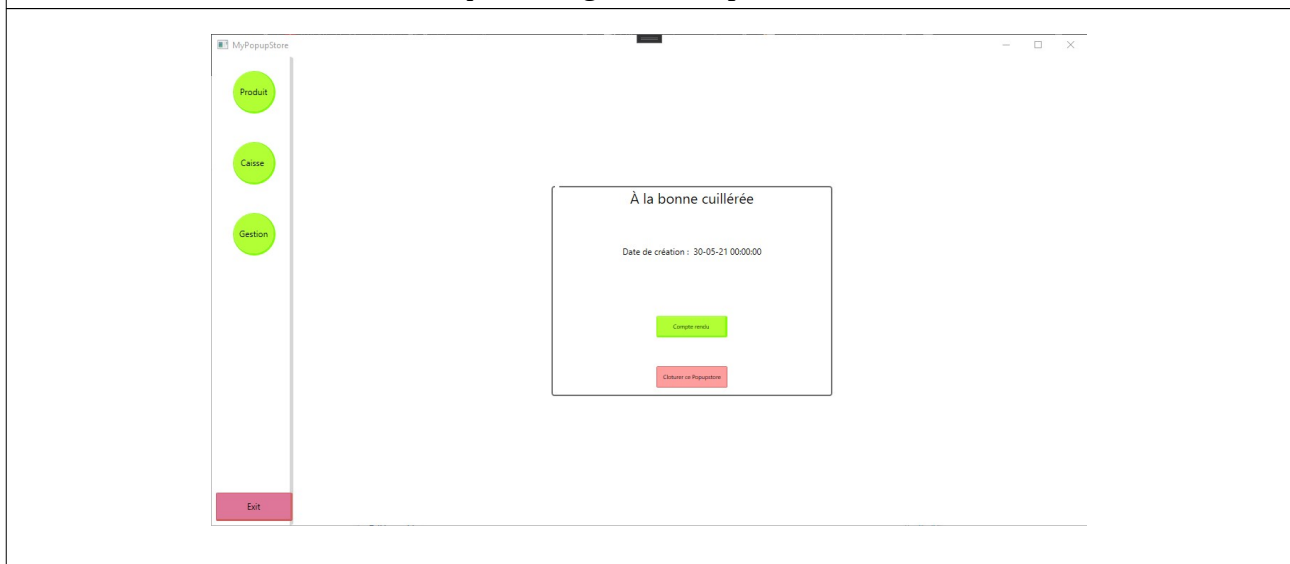 MyPopupStore
Produit
Caisse
Gestion
Exit
À la bonne cuillérée
Date de création : 30-05-21 00:00:00
Compte rendu
Cloturer ce Popupstore